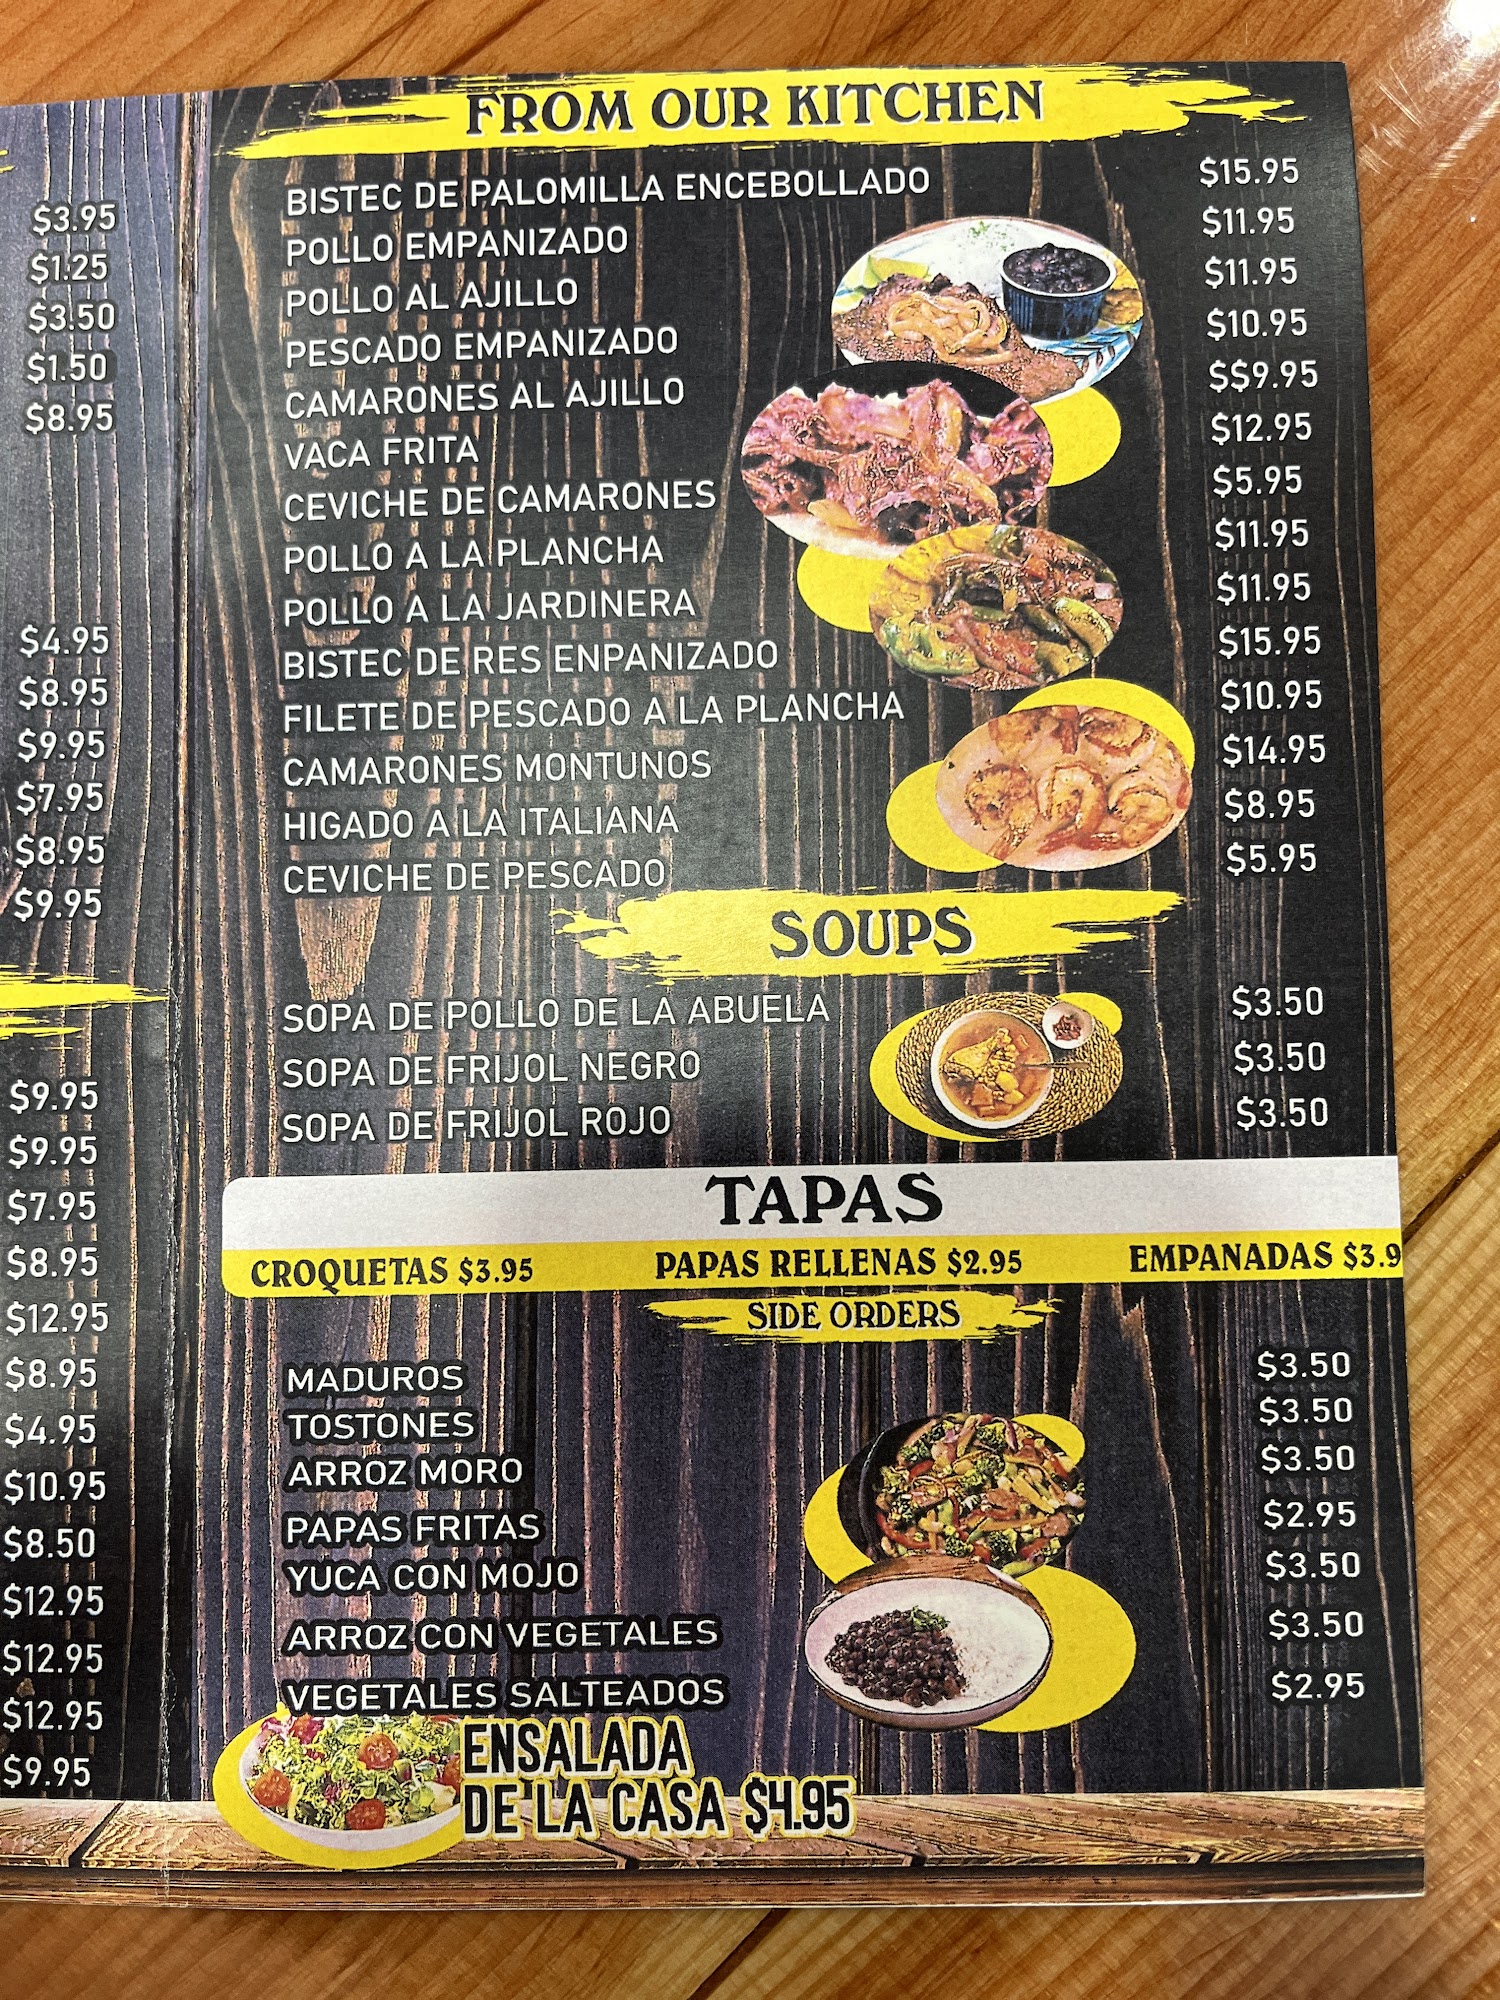 $3.95
$1.25
$3.50
$1.50
$8.95
$4.95
$8.95
$9.95
$7.95
$8.95
$9.95
$9.95
$9.95
$7.95
$8.95
$12.95
$8.95
$4.95
$10.95
$8.50
$12.95
$12.95
$12.95
$9.95
FROM OUR KITCHEN
BISTEC DE PALOMILLA ENCEBOLLADO $15.95
POLLO EMPANIZADO $11.95
POLLO AL AJILLO $11.95
PESCADO EMPANIZADO $10.95
CAMARONES AL AJILLO $$9.95
VACA FRITA $12.95
CEVICHE DE CAMARONES $5.95
POLLO A LA PLANCHA $11.95
POLLO A LA JARDINERA $11.95
BISTEC DE RES ENPANIZADO $15.95
FILETE DE PESCADO A LA PLANCHA $10.95
CAMARONES MONTUNOS $14.95
HIGADO A LA ITALIANA $8.95
CEVICHE DE PESCADO $5.95
SOUPS
SOPA DE POLLO DE LA ABUELA $3.50
SOPA DE FRIJOL NEGRO $3.50
SOPA DE FRIJOL ROJO $3.50
TAPAS
CROQUETAS $3.95 PAPAS RELLENAS $2.95 EMPANADAS $3.9
SIDE ORDERS
MADUROS $3.50
TOSTONES $3.50
ARROZ MORO $3.50
PAPAS FRITAS $2.95
YUCA CON MOJO $3.50
ARROZ CON VEGETALES $3.50
VEGETALES SALTEADOS $2.95
ENSALADA
DE LA CASA $4.95